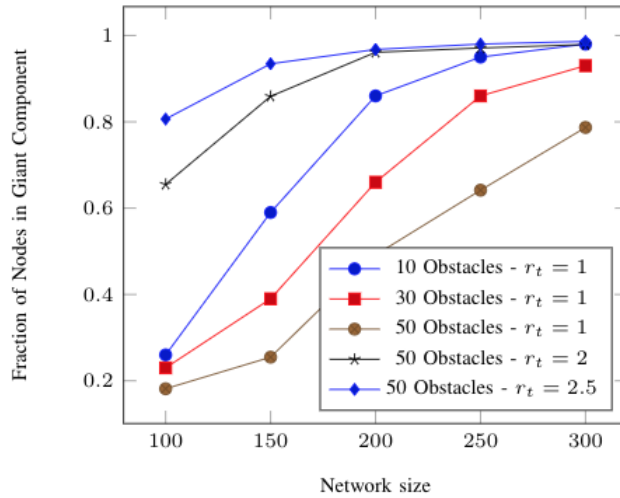 Fraction of Nodes in Giant Component
1
0.8
0.6
0.4
0.2
10 Obstacles - r_t = 1
30 Obstacles - r_t = 1
50 Obstacles - r_t = 1
50 Obstacles - r_t = 2
50 Obstacles - r_t = 2.5
100 150 200 250 300
Network size